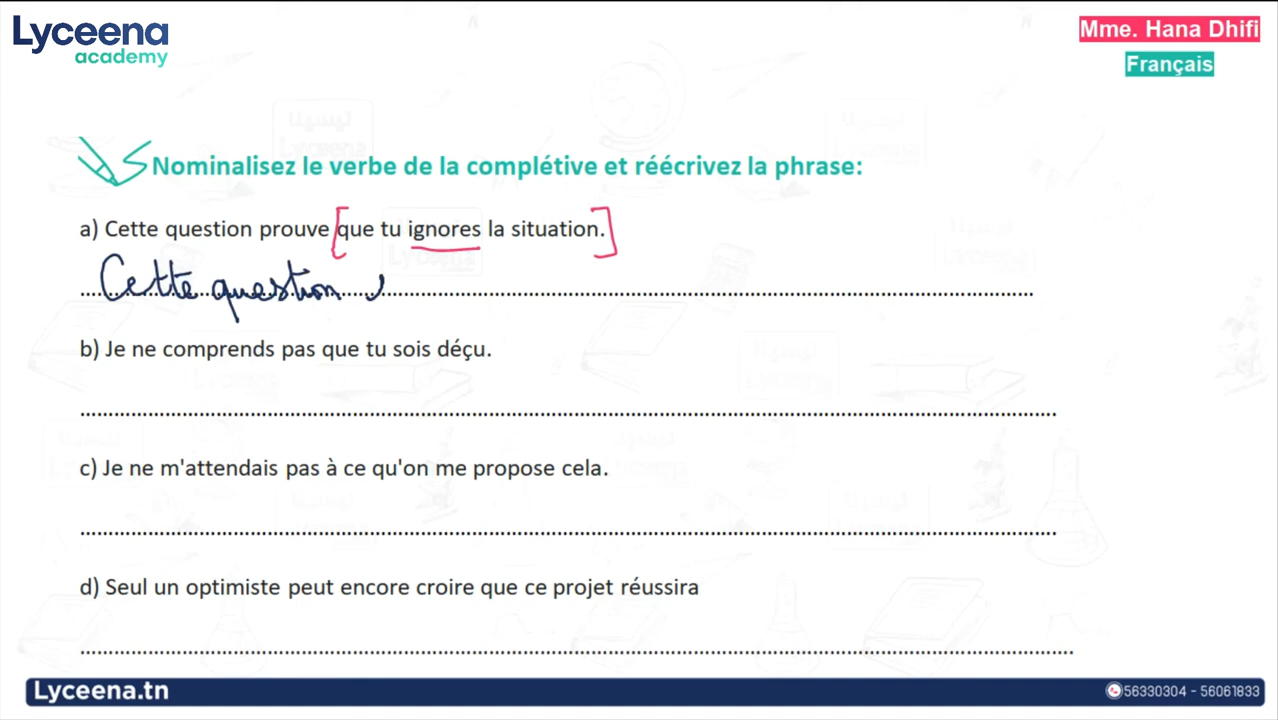 Lyceena
academy
Mme. Hana Dhifi
Français
Nominalisez le verbe de la complétive et réécrivez la phrase:
a) Cette question prouve que tu ignores la situation.
Cette question
b) Je ne comprends pas que tu sois déçu.
c) Je ne m'attendais pas à ce qu'on me propose cela.
d) Seul un optimiste peut encore croire que ce projet réussira
Lyceena.tn
56330304 - 56061833